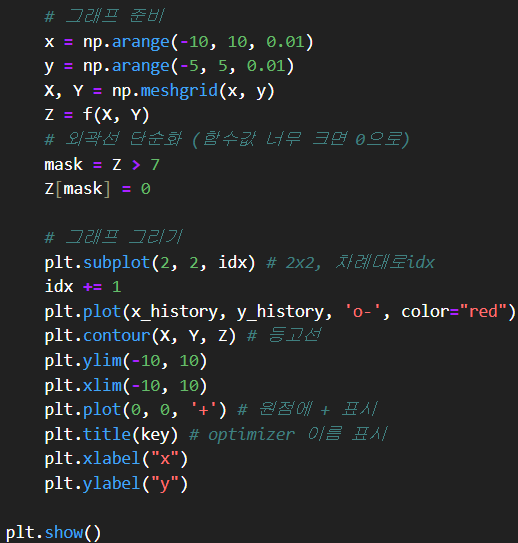 # 그래프 준비
x = np.arange(-10, 10, 0.01)
y = np.arange(-5, 5, 0.01)
X, Y = np.meshgrid(x, y)
Z = f(X, Y)
# 외곽선 단순화 (함수값 너무 크면 0으로)
mask = Z > 7
Z[mask] = 0
# 그래프 그리기
plt.subplot(2, 2, idx) # 2x2, 차례대로idx
idx += 1
plt.plot(x_history, y_history, 'o-', color="red")
plt.contour(X, Y, Z) # 등고선
plt.ylim(-10, 10)
plt.xlim(-10, 10)
plt.plot(0, 0, '+') # 원점에 + 표시
plt.title(key) # optimizer 이름 표시
plt.xlabel("x")
plt.ylabel("y")
plt.show()